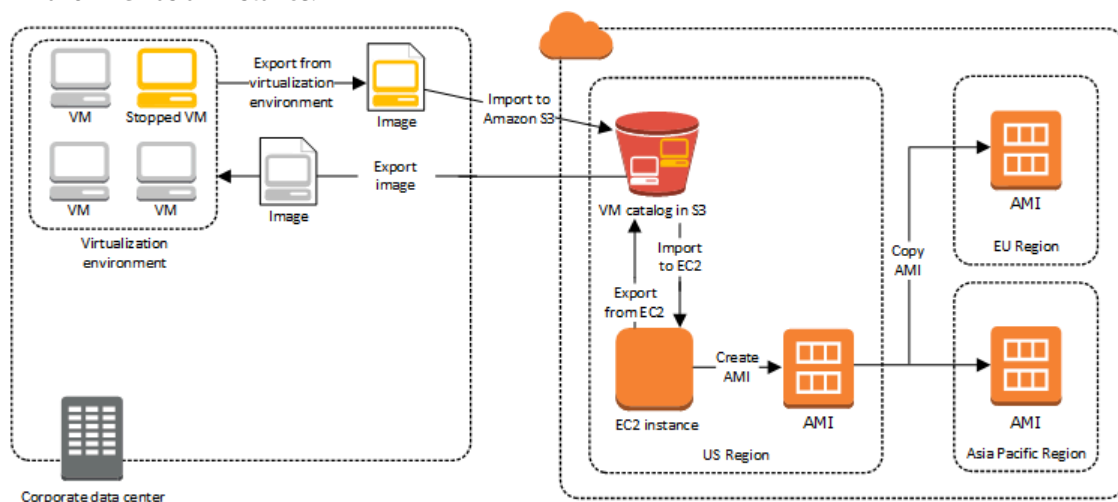 VM
Stopped VM
VM
VM
Virtualization
environment
Export from
virtualization
environment
Image
Import to
Amazon S3
Export
image
Image
Corporate data center
VM catalog in S3
Import
to EC2
Export
from EC2
EC2 instance
Create
AMI
AMI
US Region
Copy
AMI
AMI
EU Region
AMI
Asia Pacific Region